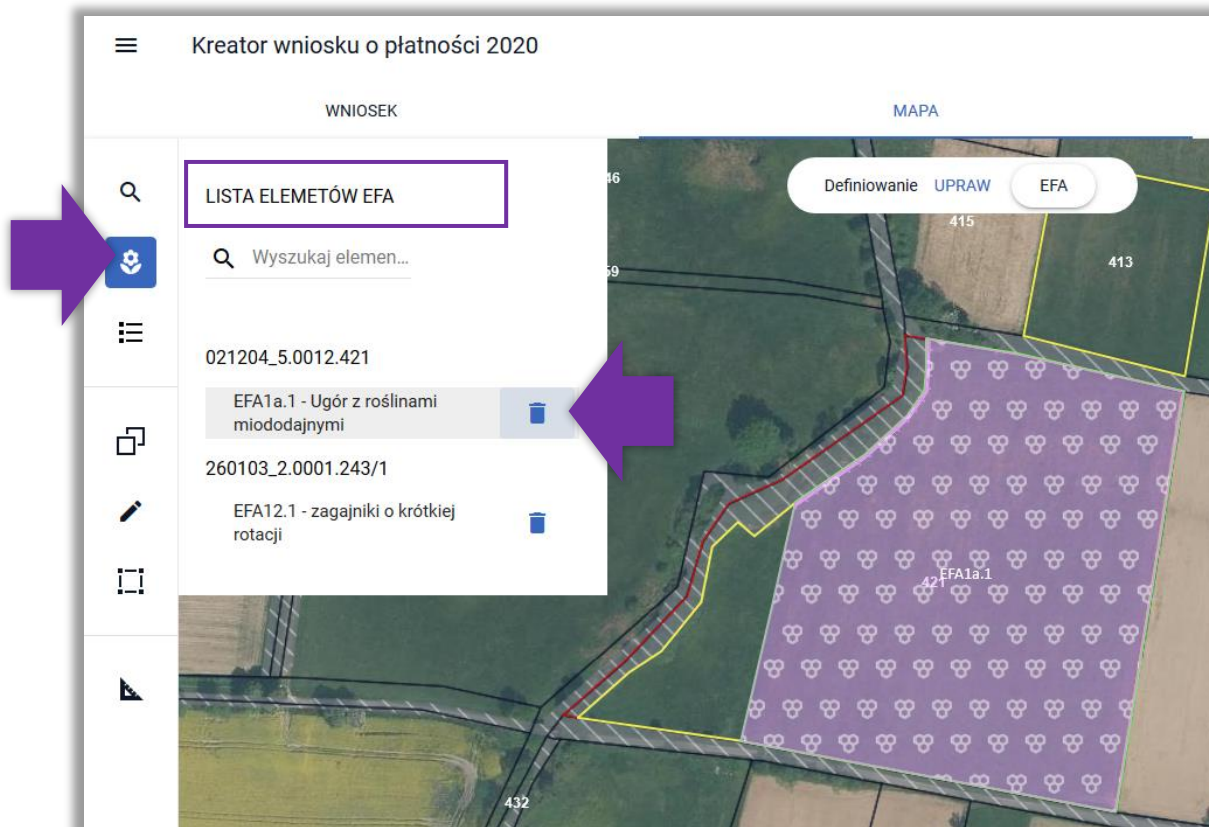 Kreator wniosku o płatności 2020
WNIOSEK
MAPA
LISTA ELEMETÓW EFA
Wyszukaj elemen...
021204_5.0012.421
EFA1a.1 - Ugór z roślinami
miododajnymi
260103_2.0001.243/1
EFA12.1 - zagajniki o krótkiej
rotacji
Definiowanie UPRAW EFA
46
415
413
59
EFA1a.1
421
432